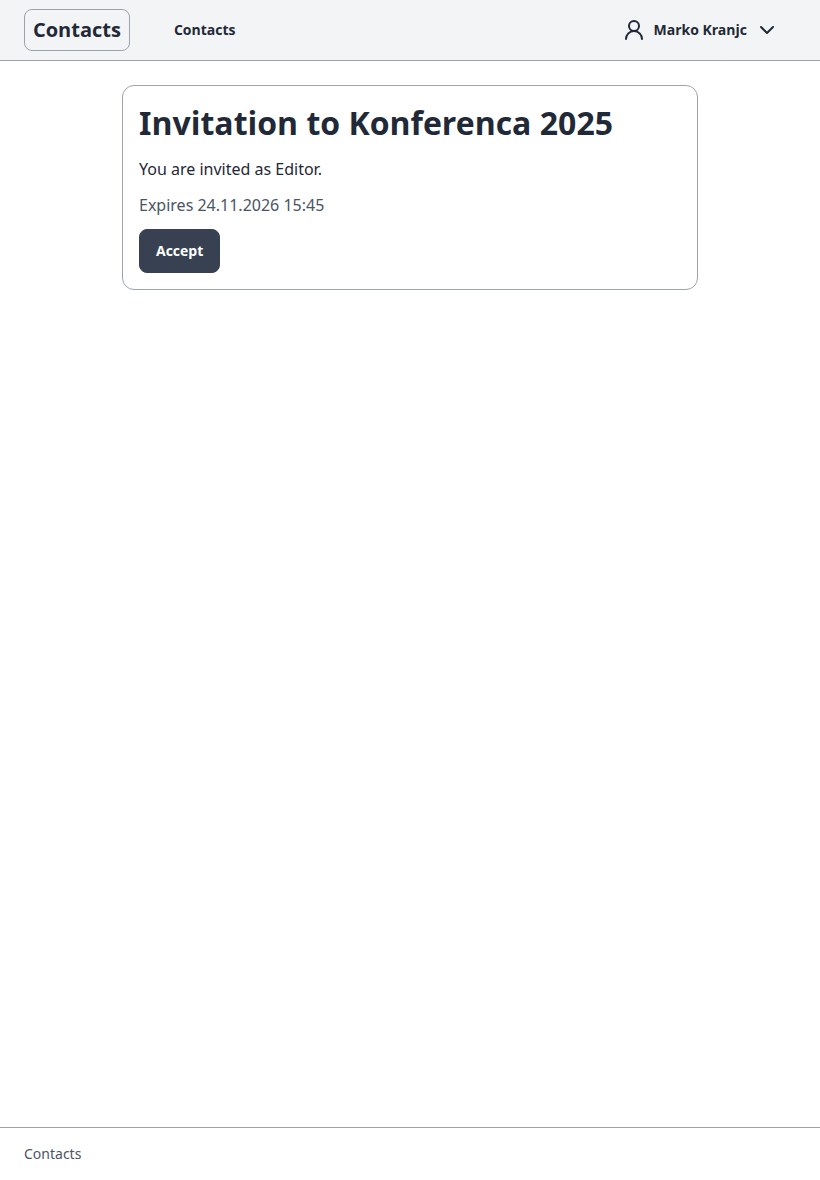 Contacts
Contacts
Marko Kranjc
Invitation to Konferenca 2025
You are invited as Editor.
Expires 24.11.2026 15:45
Accept
Contacts